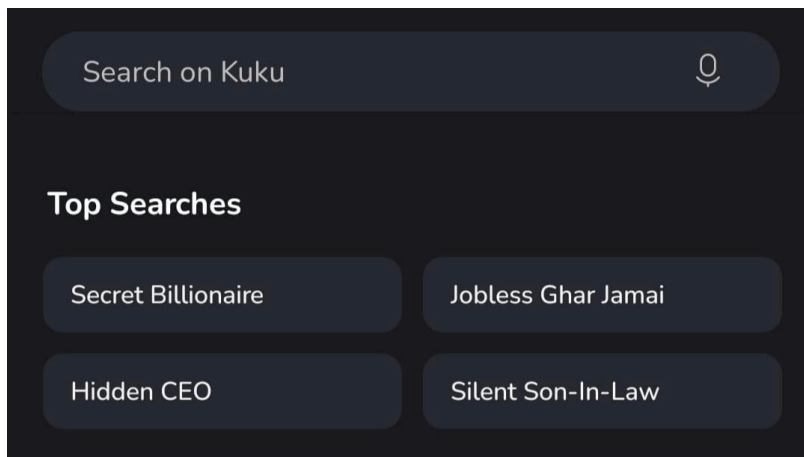 Search on Kuku
Top Searches
Secret Billionaire
Jobless Ghar Jamai
Hidden CEO
Silent Son-In-Law